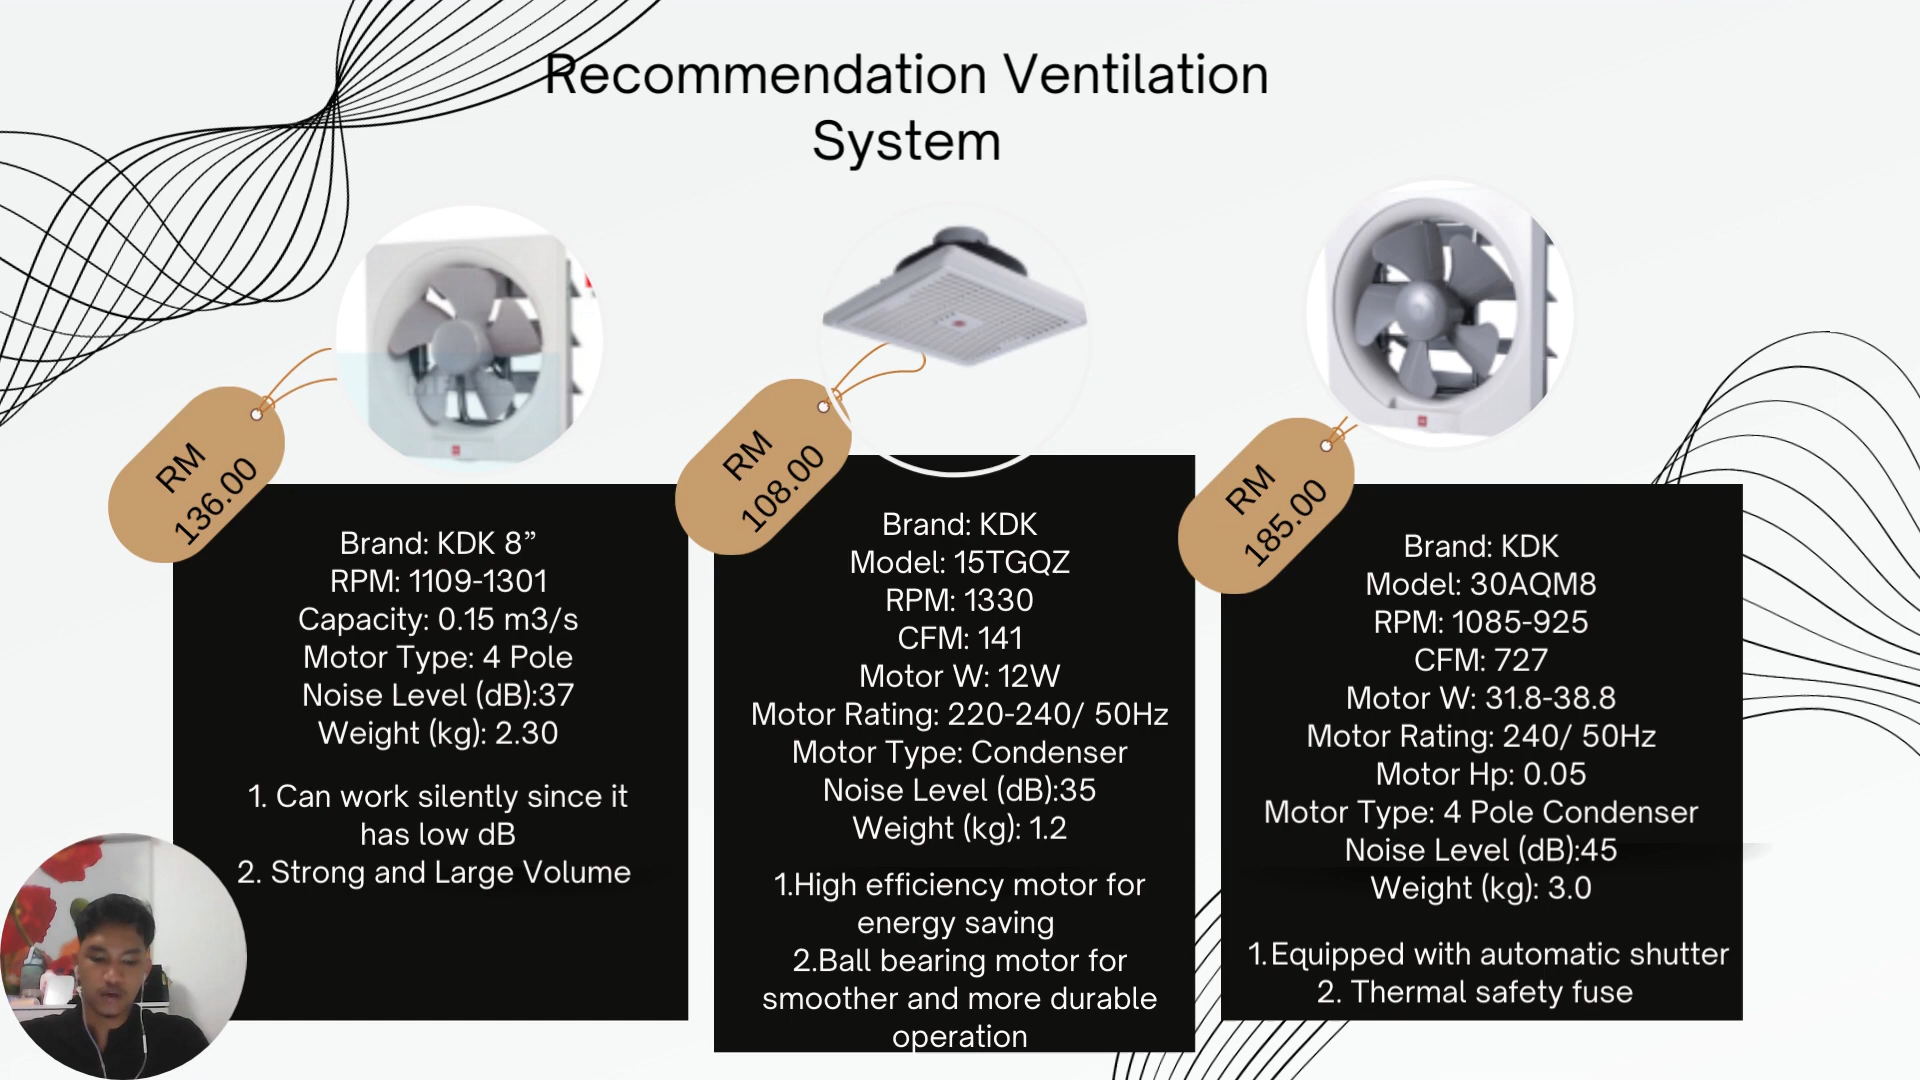 Recommendation Ventilation
System
RM
136.00
Brand: KDK 8”
RPM: 1109-1301
Capacity: 0.15 m3/s
Motor Type: 4 Pole
Noise Level (dB):37
Weight (kg): 2.30
1. Can work silently since it
has low dB
2. Strong and Large Volume
RM
108.00
Brand: KDK
Model: 15TGQZ
RPM: 1330
CFM: 141
Motor W: 12W
Motor Rating: 220-240/ 50Hz
Motor Type: Condenser
Noise Level (dB):35
Weight (kg): 1.2
1.High efficiency motor for
energy saving
2.Ball bearing motor for
smoother and more durable
operation
RM
185.00
Brand: KDK
Model: 30AQM8
RPM: 1085-925
CFM: 727
Motor W: 31.8-38.8
Motor Rating: 240/ 50Hz
Motor Hp: 0.05
Motor Type: 4 Pole Condenser
Noise Level (dB):45
Weight (kg): 3.0
1.Equipped with automatic shutter
2. Thermal safety fuse